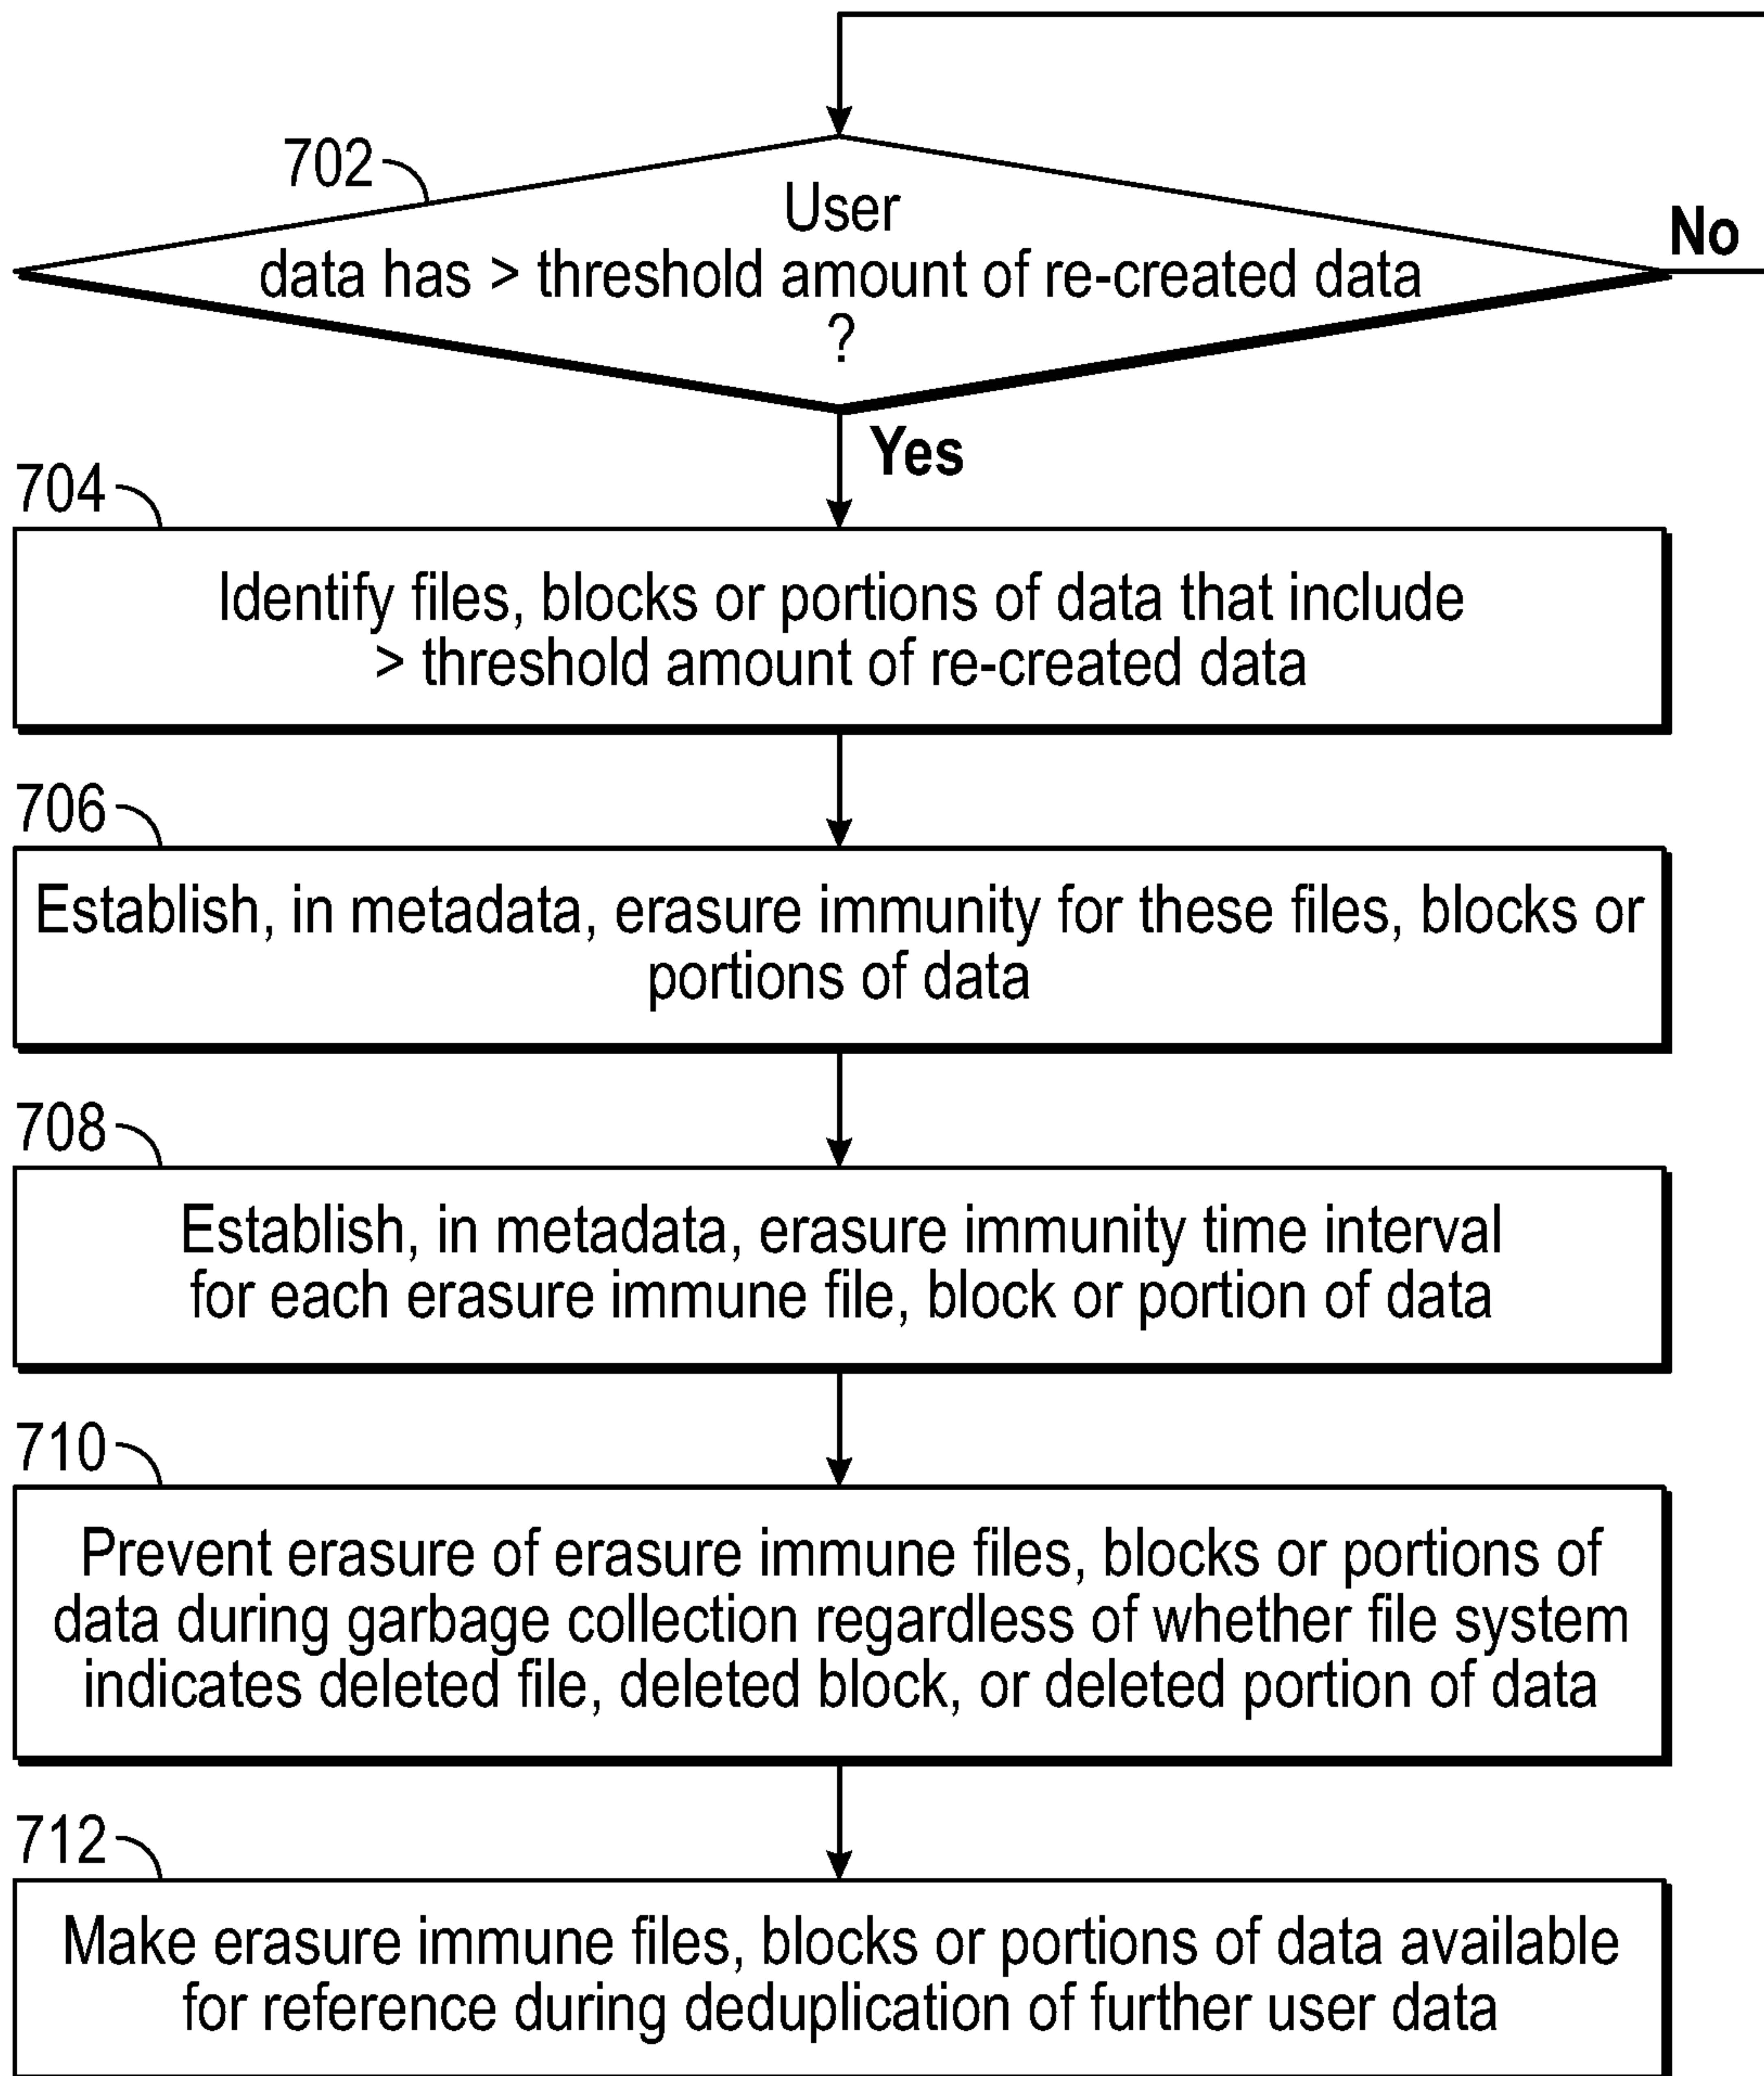 702
User
data has > threshold amount of re-created data
?
No
Yes
704
Identify files, blocks or portions of data that include
> threshold amount of re-created data
706
Establish, in metadata, erasure immunity for these files, blocks or
portions of data
708
Establish, in metadata, erasure immunity time interval
for each erasure immune file, block or portion of data
710
Prevent erasure of erasure immune files, blocks or portions of
data during garbage collection regardless of whether file system
indicates deleted file, deleted block, or deleted portion of data
712
Make erasure immune files, blocks or portions of data available
for reference during deduplication of further user data